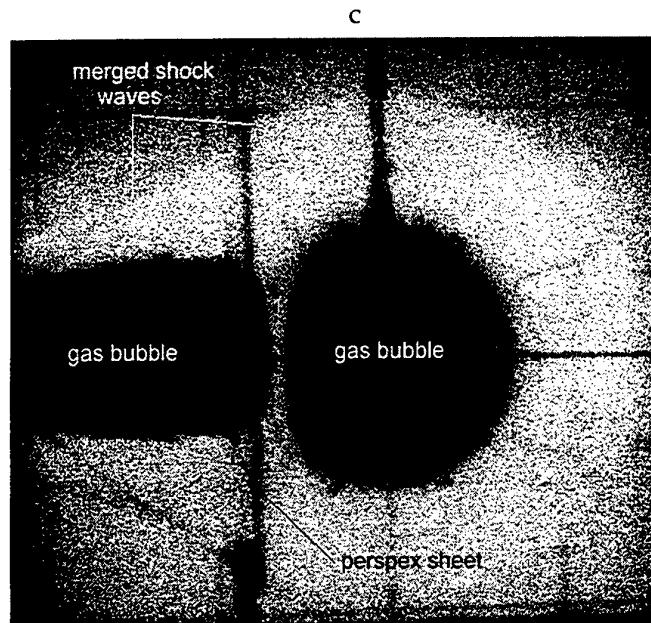 c
merged shock
waves
gas bubble
gas bubble
perspex sheet